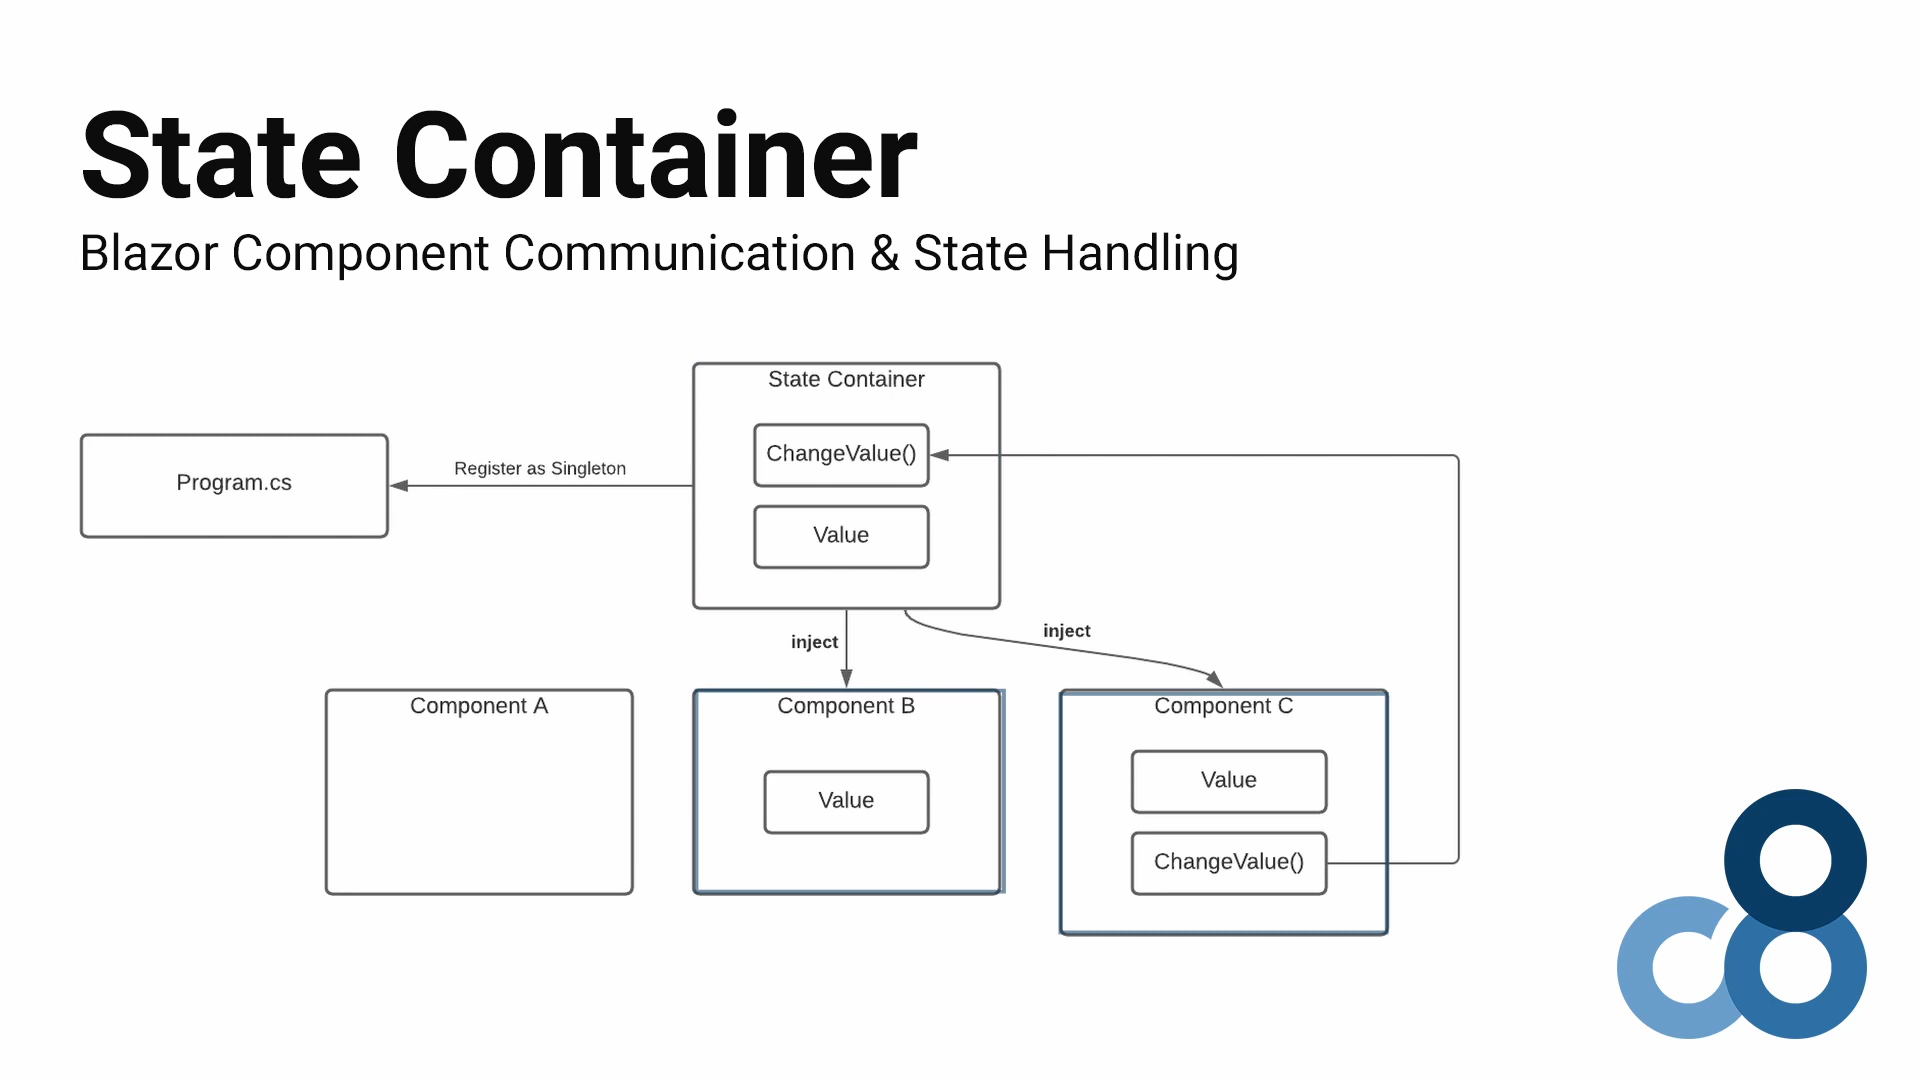 State Container
Blazor Component Communication & State Handling
State Container
ChangeValue()
Value
Program.cs
Register as Singleton
inject
inject
Component A
Component B
Value
Component C
Value
ChangeValue()